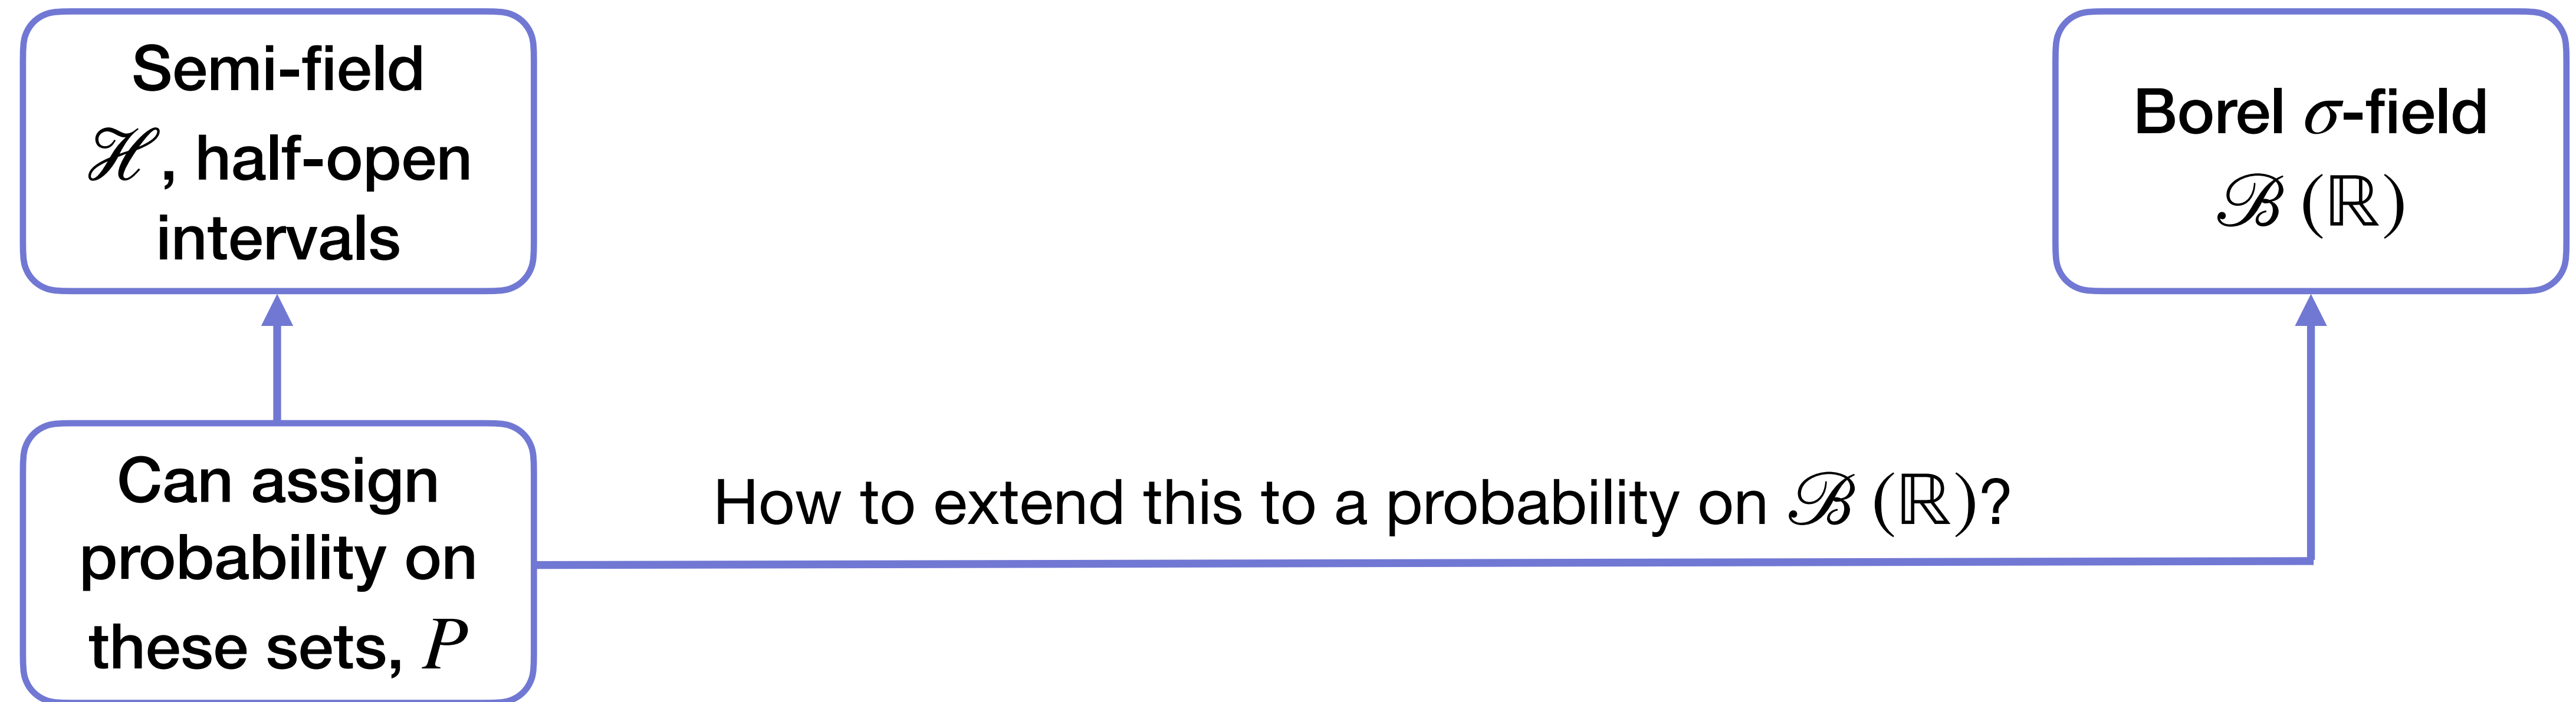 Semi-field
ℋ, half-open
intervals
Borel σ-field
ℬ (ℝ)
Can assign
probability on
these sets, P
How to extend this to a probability on ℬ (ℝ)?